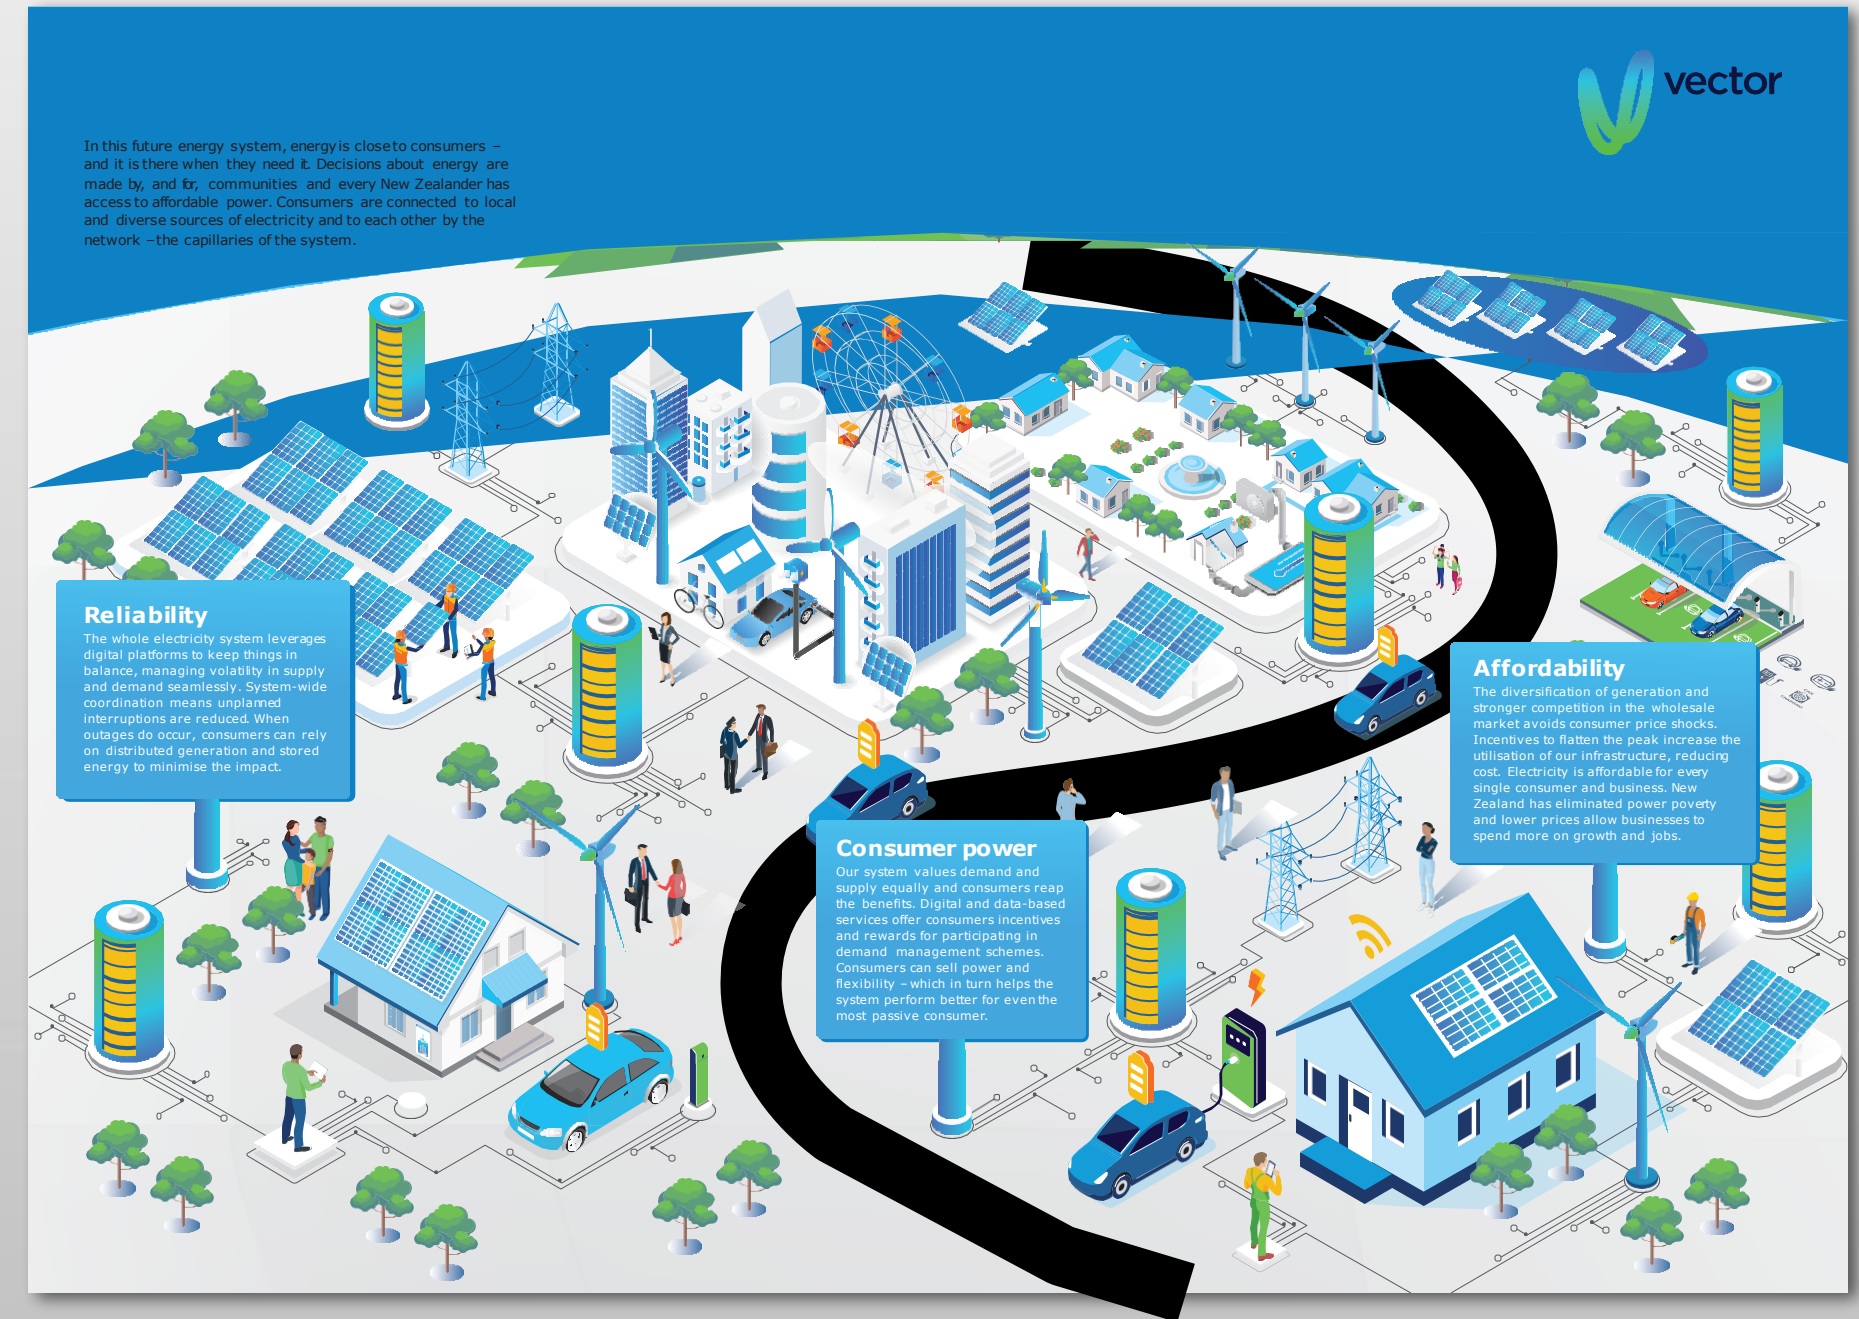 vector
In this future energy system, energy is close to consumers –
and it is there when they need it. Decisions about energy are
made by, and for, communities and every New Zealander has
access to affordable power. Consumers are connected to local
and diverse sources of electricity and to each other by the
network – the capillaries of the system.
Reliability
The whole electricity system leverages
digital platforms to keep things in
balance, managing volatility in supply
and demand seamlessly. System-wide
coordination means unplanned
interruptions are reduced. When
outages do occur, consumers can rely
on distributed generation and stored
energy to minimise the impact.
Affordability
The diversification of generation and
stronger competition in the wholesale
market avoids consumer price shocks.
Incentives to flatten the peak increase the
utilisation of our infrastructure, reducing
cost. Electricity is affordable for every
single consumer and business. New
Zealand has eliminated power poverty
and lower prices allow businesses to
spend more on growth and jobs.
Consumer power
Our system values demand and
supply equally and consumers reap
the benefits. Digital and data-based
services offer consumers incentives
and rewards for participating in
demand management schemes.
Consumers can sell power and
flexibility – which in turn helps the
system perform better for even the
most passive consumer.